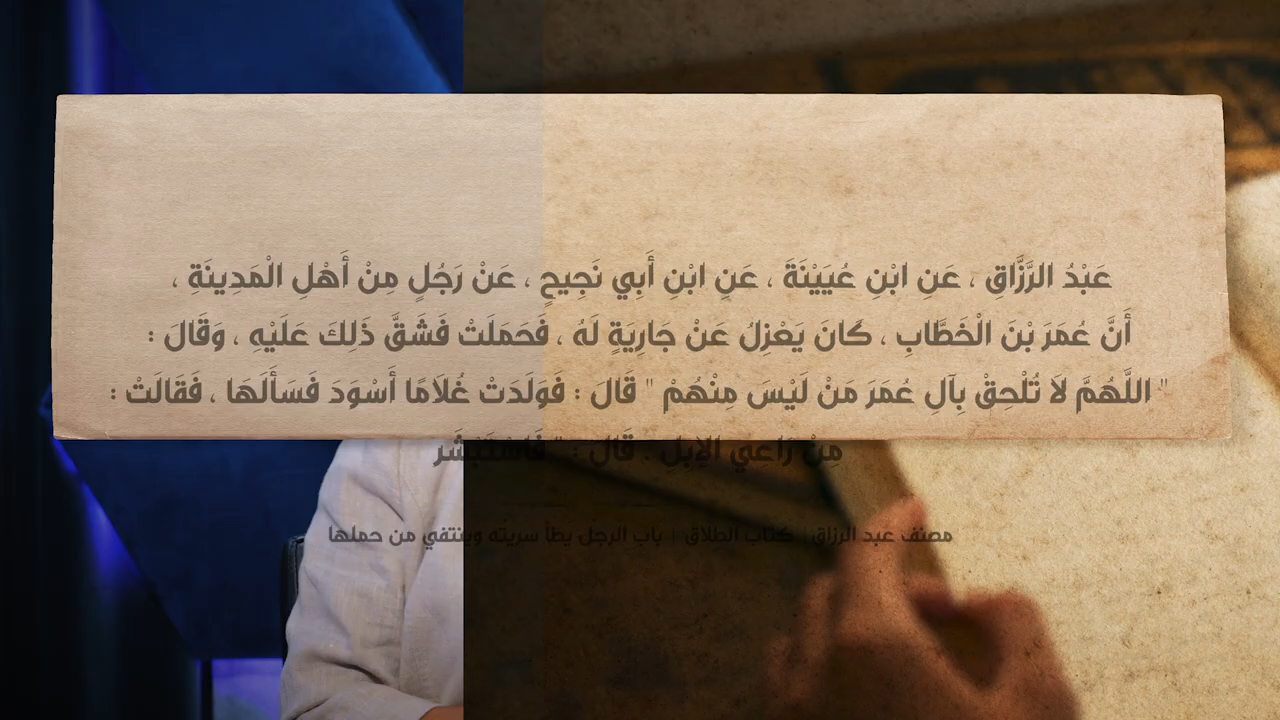 عَبْدُ الرَّزَّاقِ ، عَنِ ابْنِ عُيَيْنَةَ ، عَنِ ابْنِ أَبِي نَجِيحٍ ، عَنْ رَجُلٍ مِنْ أَهْلِ الْمَدِينَةِ ،
أَنَّ عُمَرَ بْنَ الْخَطَّابِ ، كَانَ يَعْزِلُ عَنْ جَارِيَةٍ لَهُ ، فَحَمَلَتْ فَشَقَّ ذَلِكَ عَلَيْهِ ، وَقَالَ :
" اللَّهُمَّ لَا تُلْحِقْ بِآلِ عُمَرَ مَنْ لَيْسَ مِنْهُمْ " قَالَ : فَوَلَدَتْ غُلَامًا أَسْوَدَ فَسَأَلَهَا ، فَقَالَتْ :
مِنْ رَاعِي الإِبِلِ . قَالَ : " فَاسْتَبْشَر
مصنف عبد الرزاق | كتاب الطلاق | باب الرجل يطأ سريته وينتفي من حملها